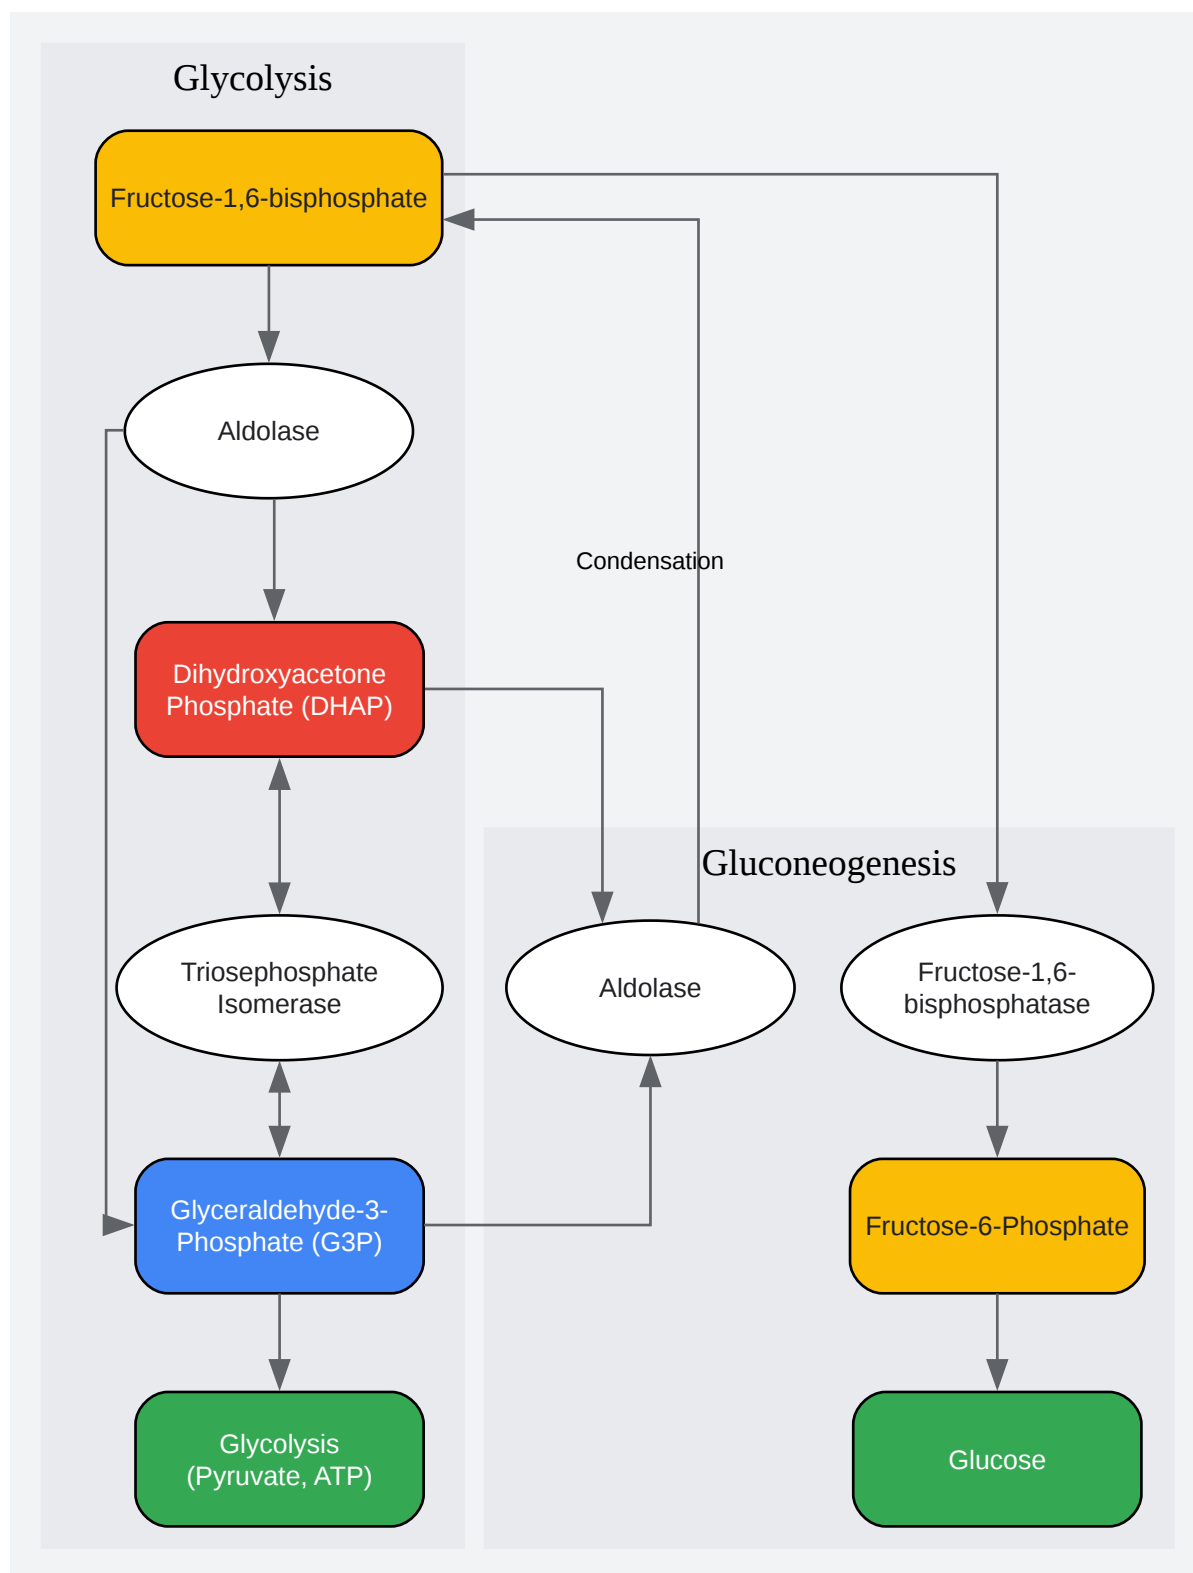 Glycolysis
Fructose-1,6-bisphosphate
Aldolase
Condensation
Dihydroxyacetone
Phosphate (DHAP)
Gluconeogenesis
Triosephosphate
Isomerase
Aldolase
Fructose-1,6-
bisphosphatase
Glyceraldehyde-3-
Phosphate (G3P)
Fructose-6-Phosphate
Glycolysis
(Pyruvate, ATP)
Glucose